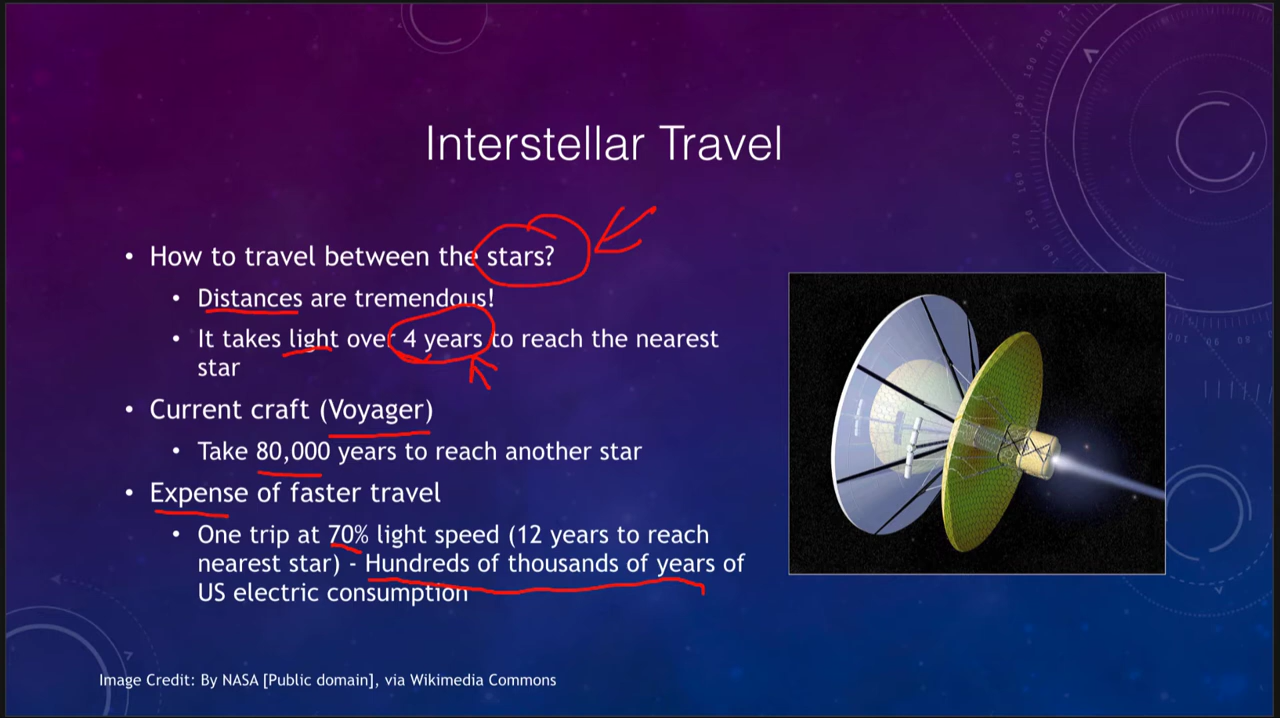 Interstellar Travel
• How to travel between the stars?
• Distances are tremendous!
• It takes light over 4 years to reach the nearest
star
• Current craft (Voyager)
• Take 80,000 years to reach another star
• Expense of faster travel
• One trip at 70% light speed (12 years to reach
nearest star) - Hundreds of thousands of years of
US electric consumption
Image Credit: By NASA [Public domain], via Wikimedia Commons